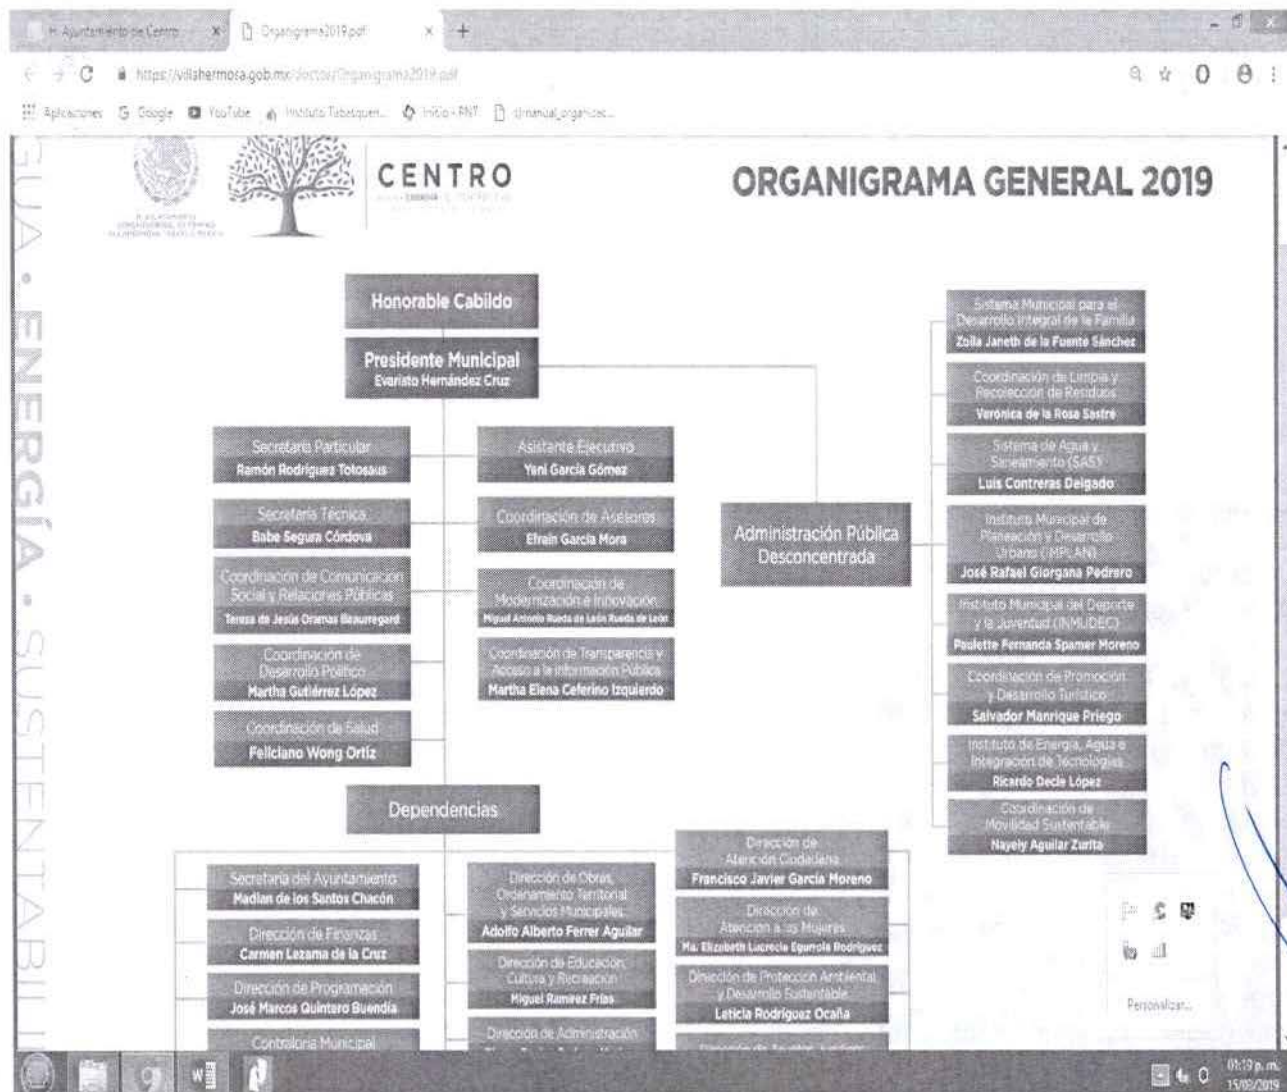 H. Ayuntamiento de Centro
Organigrama2019.pdf
https://villahermosa.gob.mx/doctos/Organigrama2019.pdf
Aplicaciones
Google
YouTube
Instituto Tabasquen...
Inicio - PNT
CENTRO
ORGANIGRAMA GENERAL 2019
GUA • ENERGÍA • SUSTENTABILI
Honorable Cabildo
Presidente Municipal
Evaristo Hernández Cruz
Secretaría Particular
Ramón Rodríguez Totosaus
Asistente Ejecutivo
Yani García Gómez
Secretaría Técnica
Babe Segura Córdova
Coordinación de Asesores
Efraín García Mora
Coordinación de Comunicación
Social y Relaciones Públicas
Teresa de Jesús Oramas Beauregard
Coordinación de
Modernización e Innovación
Miguel Antonio Rueda de León Rueda de León
Coordinación de
Desarrollo Político
Martha Gutiérrez López
Coordinación de Transparencia y
Acceso a la Información Pública
Martha Elena Ceferino Izquierdo
Coordinación de Salud
Feliciano Wong Ortíz
Administración Pública
Desconcentrada
Sistema Municipal para el
Desarrollo Integral de la Familia
Zoila Janeth de la Fuente Sánchez
Coordinación de Limpia y
Recolección de Residuos
Verónica de la Rosa Sastré
Sistema de Agua y
Saneamiento (SAS)
Luis Contreras Delgado
Instituto Municipal de
Planeación y Desarrollo
Urbano (IMPLAN)
José Rafael Giorgana Pedrero
Instituto Municipal del Deporte
y la Juventud (INMUDEC)
Paulette Fernanda Spamer Moreno
Coordinación de Promoción
y Desarrollo Turístico
Salvador Manrique Priego
Instituto de Energía, Agua e
Integración de Tecnologías
Ricardo Decle López
Coordinación de
Movilidad Sustentable
Nayely Aguilar Zurita
Dependencias
Secretaría del Ayuntamiento
Madian de los Santos Chacón
Dirección de Finanzas
Carmen Lezama de la Cruz
Dirección de Programación
José Marcos Quintero Buendía
Contraloría Municipal
Dirección de Obras,
Ordenamiento Territorial
y Servicios Municipales
Adolfo Alberto Ferrer Aguilar
Dirección de Educación,
Cultura y Recreación
Miguel Ramírez Frías
Dirección de Administración
Dirección de
Atención Ciudadana
Francisco Javier García Moreno
Dirección de
Atención a las Mujeres
Ma. Elizabeth Lucrecia Egurrola Rodríguez
Dirección de Protección Ambiental
y Desarrollo Sustentable
Leticia Rodríguez Ocaña
Dirección de Asuntos Jurídicos
Personalizar...
01:19 p. m.